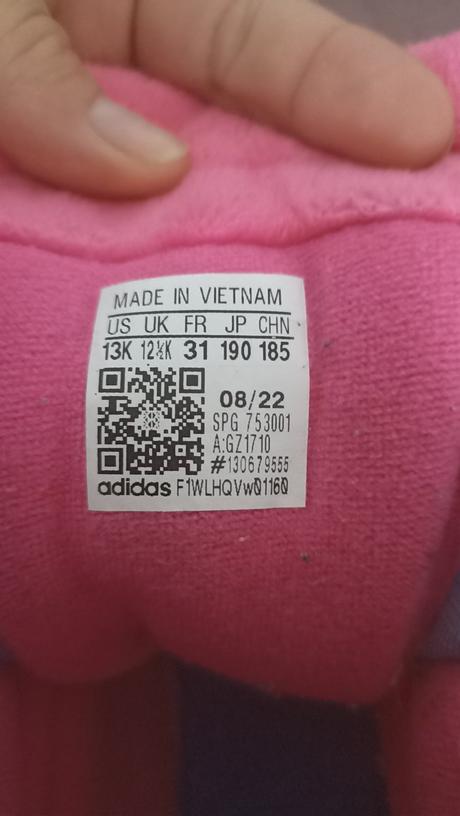 MADE IN VIETNAM
US UK FR JP CHN
13K 12½K 31 190 185
08/22
SPG 753001
A:GZ1710
#130679555
adidas F1WLHQVw01160